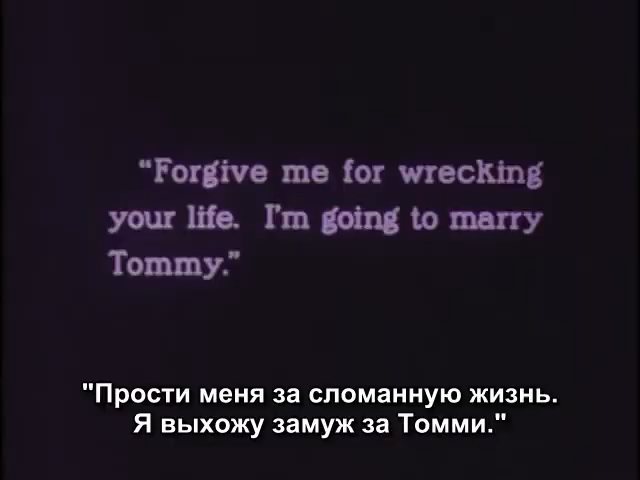 “Forgive me for wrecking
your life. I'm going to marry
Tommy.”
"Прости меня за сломанную жизнь.
Я выхожу замуж за Томми."